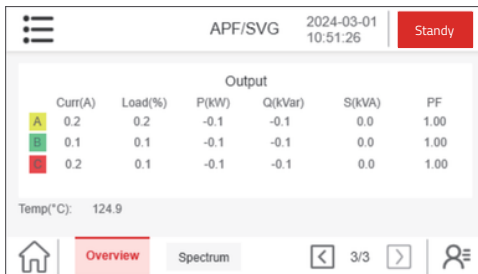 APF/SVG
2024-03-01
10:51:26
Standy
Output
Curr(A) Load(%) P(kW) Q(kVar) S(kVA) PF
A 0.2 0.2 -0.1 -0.1 0.0 1.00
B 0.1 0.1 -0.1 -0.1 0.0 1.00
C 0.2 0.1 -0.1 -0.1 0.0 1.00
Temp(°C): 124.9
Overview Spectrum 3/3